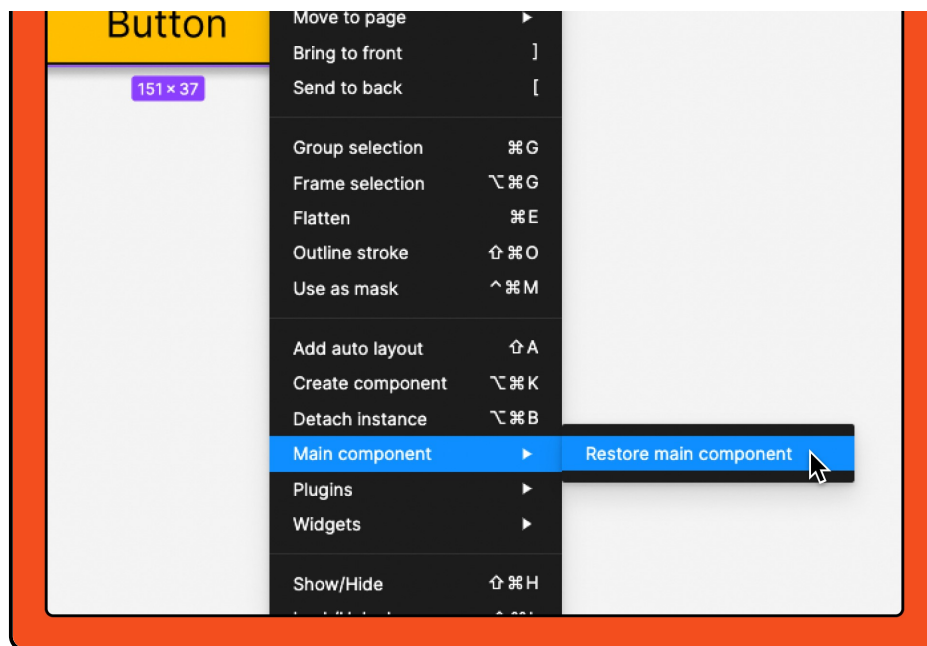 Button
151 × 37
Move to page ▶
Bring to front ]
Send to back [
Group selection ⌘G
Frame selection ⌥⌘G
Flatten ⌘E
Outline stroke ⇧⌘O
Use as mask ^⌘M
Add auto layout ⇧A
Create component ⌥⌘K
Detach instance ⌥⌘B
Main component ▶ Restore main component
Plugins ▶
Widgets ▶
Show/Hide ⇧⌘H